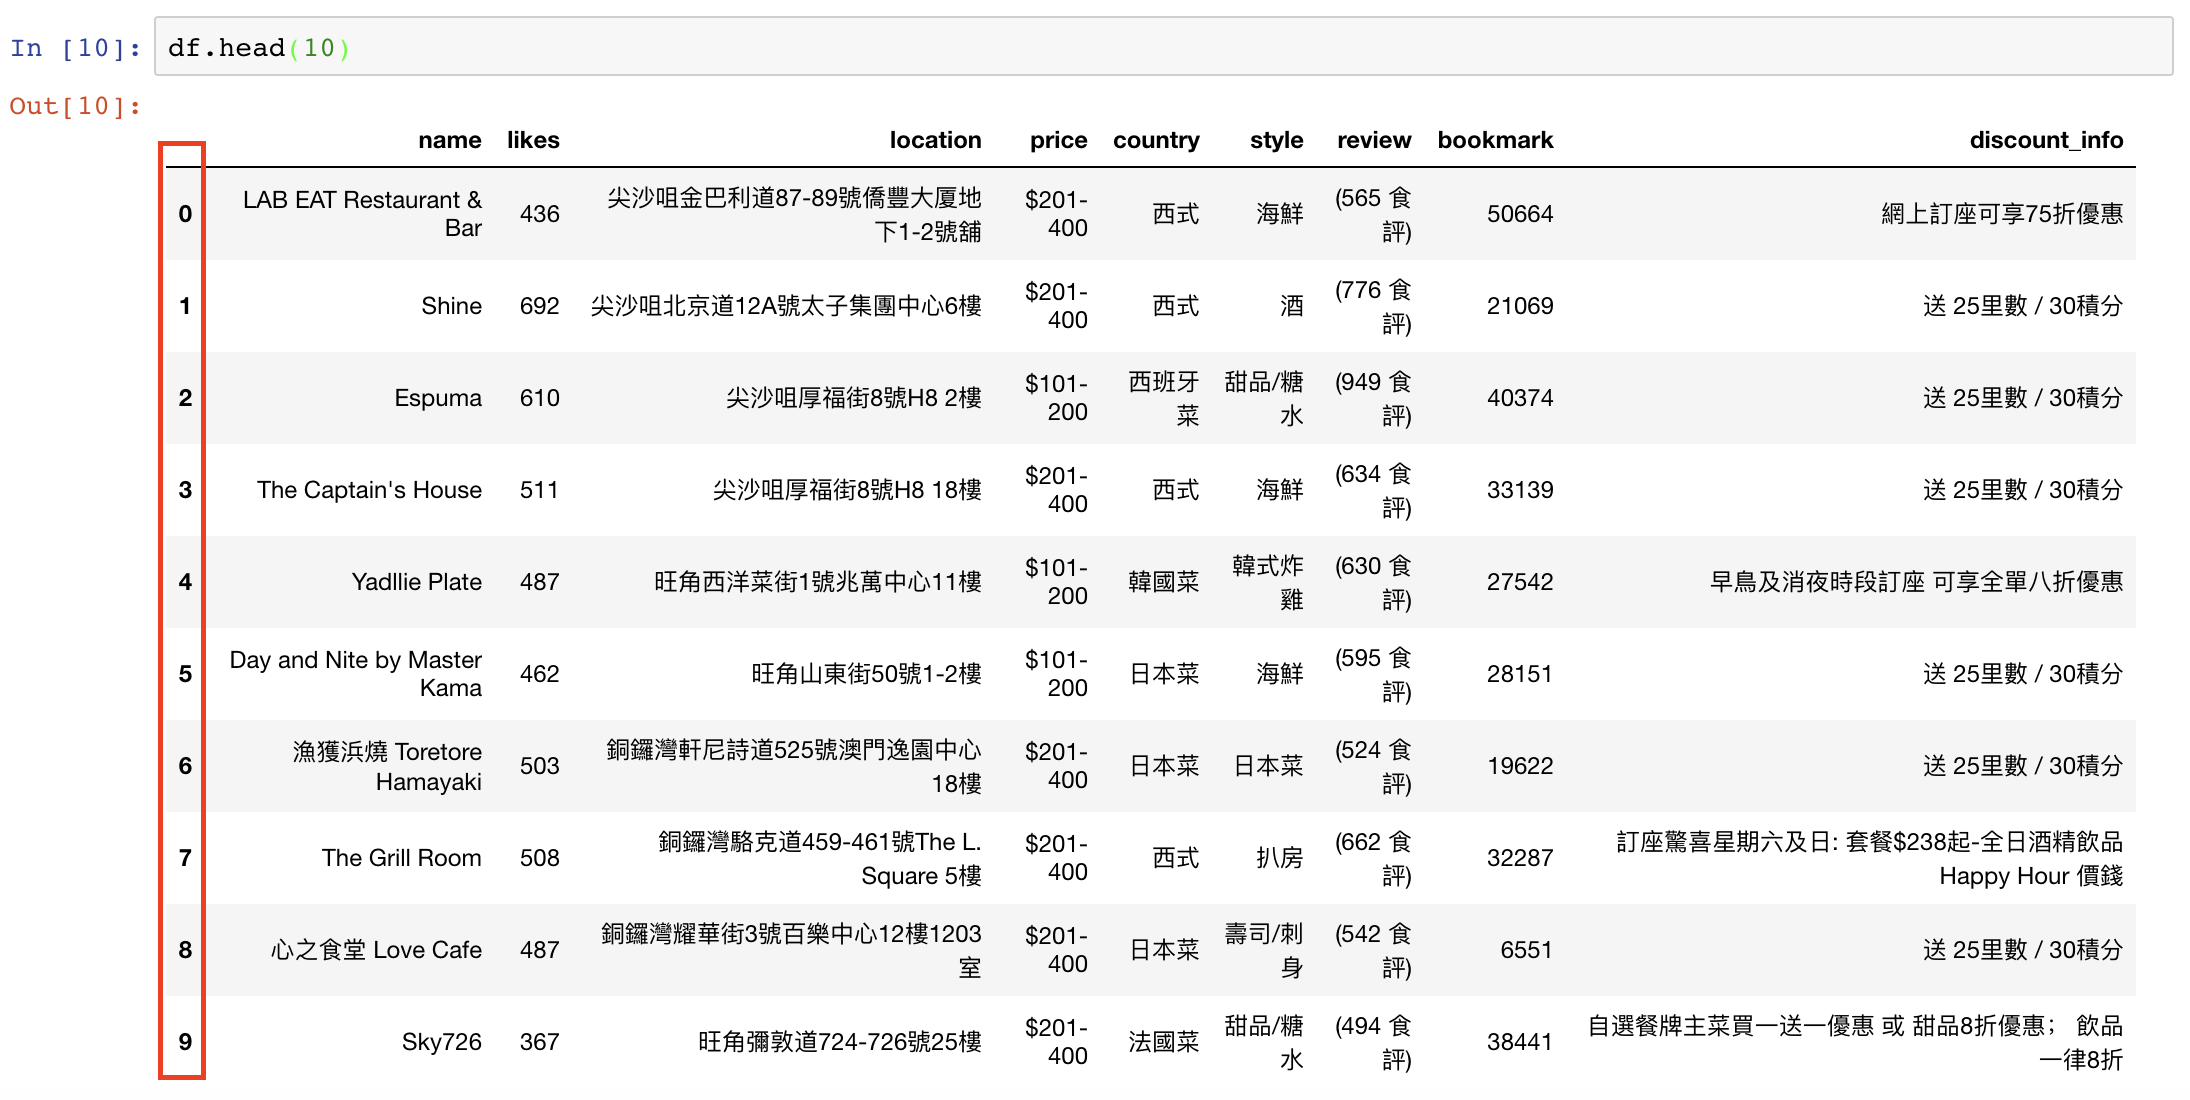 In [10]: df.head(10)
Out[10]:
name likes location price country style review bookmark discount_info
0 LAB EAT Restaurant & Bar 436 尖沙咀金巴利道87-89號僑豐大厦地下1-2號舖 $201-400 西式 海鮮 (565 食評) 50664 網上訂座可享75折優惠
1 Shine 692 尖沙咀北京道12A號太子集團中心6樓 $201-400 西式 酒 (776 食評) 21069 送 25里數 / 30積分
2 Espuma 610 尖沙咀厚福街8號H8 2樓 $101-200 西班牙菜 甜品/糖水 (949 食評) 40374 送 25里數 / 30積分
3 The Captain's House 511 尖沙咀厚福街8號H8 18樓 $201-400 西式 海鮮 (634 食評) 33139 送 25里數 / 30積分
4 Yadllie Plate 487 旺角西洋菜街1號兆萬中心11樓 $101-200 韓國菜 韓式炸雞 (630 食評) 27542 早鳥及消夜時段訂座 可享全單八折優惠
5 Day and Nite by Master Kama 462 旺角山東街50號1-2樓 $101-200 日本菜 海鮮 (595 食評) 28151 送 25里數 / 30積分
6 漁獲浜燒 Toretore Hamayaki 503 銅鑼灣軒尼詩道525號澳門逸園中心18樓 $201-400 日本菜 日本菜 (524 食評) 19622 送 25里數 / 30積分
7 The Grill Room 508 銅鑼灣駱克道459-461號The L. Square 5樓 $201-400 西式 扒房 (662 食評) 32287 訂座驚喜星期六及日: 套餐$238起-全日酒精飲品 Happy Hour 價錢
8 心之食堂 Love Cafe 487 銅鑼灣耀華街3號百樂中心12樓1203室 $201-400 日本菜 壽司/刺身 (542 食評) 6551 送 25里數 / 30積分
9 Sky726 367 旺角彌敦道724-726號25樓 $201-400 法國菜 甜品/糖水 (494 食評) 38441 自選餐牌主菜買一送一優惠 或 甜品8折優惠； 飲品一律8折